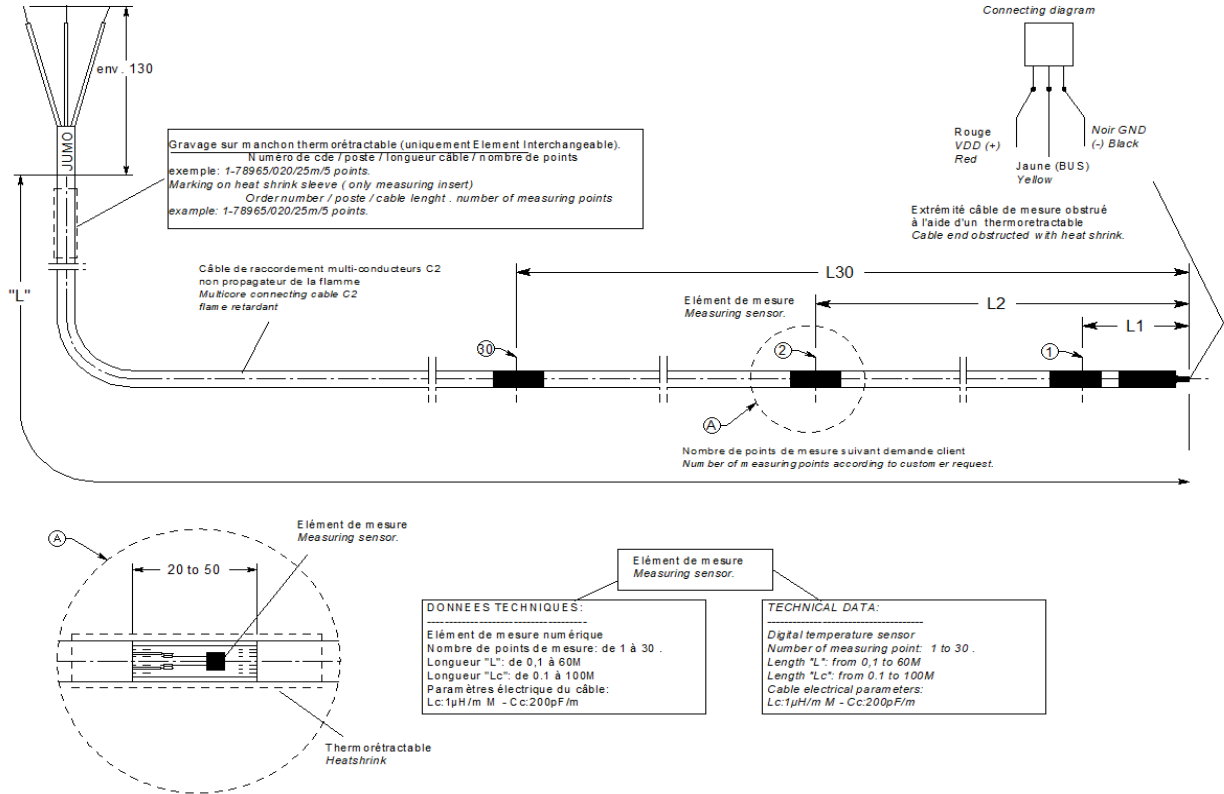 Connecting diagram
env. 130
JUMO
Rouge
VDD (+)
Red
Noir GND
(-) Black
Jaune (BUS)
Yellow
Gravage sur manchon thermorétractable (uniquement Element Interchangeable).
Numéro de cde / poste / longueur câble / nombre de points
exemple: 1-78965/020/25m/5 points.
Marking on heat shrink sleeve ( only measuring insert)
Order number / poste / cable lenght . number of measuring points
example: 1-78965/020/25m/5 points.
Extrémité câble de mesure obstrué
à l'aide d'un thermoretractable
Cable end obstructed with heat shrink.
"L"
Câble de raccordement multi-conducteurs C2
non propagateur de la flamme
Multicore connecting cable C2
flame retardant
L30
Elément de mesure
Measuring sensor.
L2
L1
30
2
1
A
Nombre de points de mesure suivant demande client
Number of measuring points according to customer request.
A
Elément de mesure
Measuring sensor.
20 to 50
Thermorétractable
Heatshrink
Elément de mesure
Measuring sensor.
DONNEES TECHNIQUES:
------------------------------------
Elément de mesure numérique
Nombre de points de mesure: de 1 à 30 .
Longueur "L": de 0,1 à 60M
Longueur "Lc": de 0.1 à 100M
Paramètres électrique du câble:
Lc:1µH/m M - Cc:200pF/m
TECHNICAL DATA:
------------------------------------
Digital temperature sensor
Number of measuring point: 1 to 30 .
Length "L": from 0,1 to 60M
Length "Lc": from 0.1 to 100M
Cable electrical parameters:
Lc:1µH/m M - Cc:200pF/m